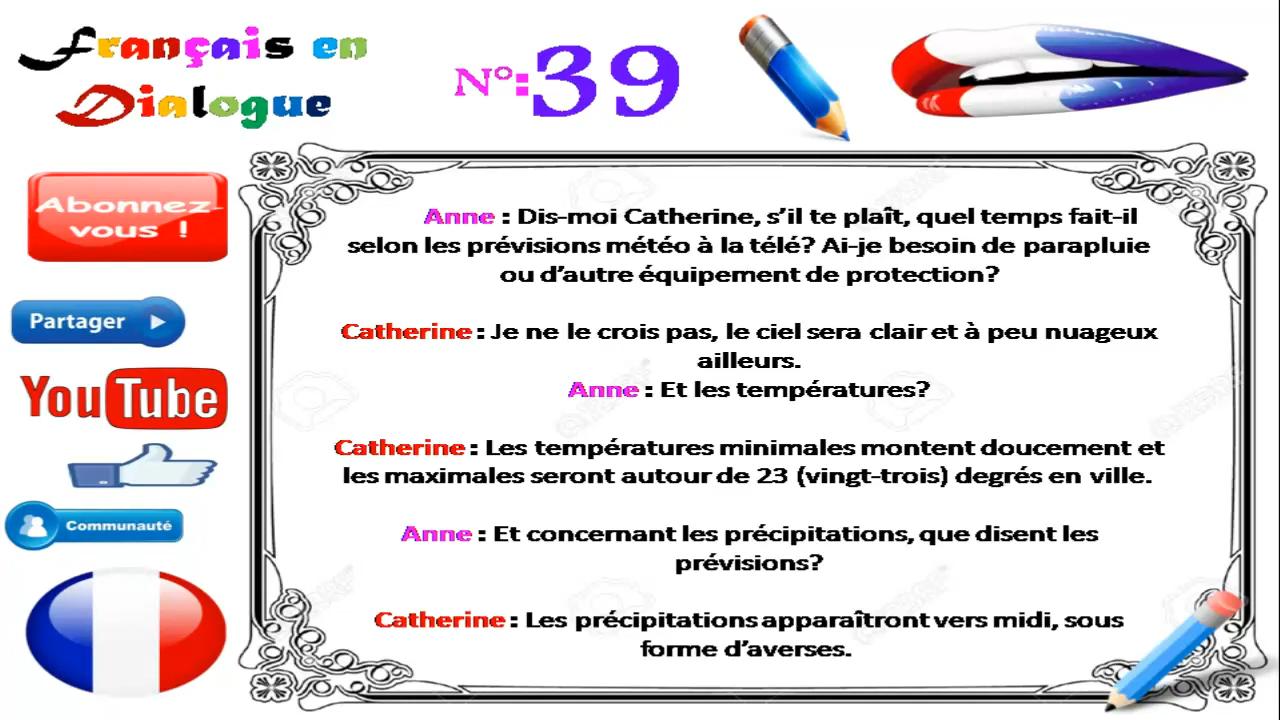 Français en
Dialogue
N°:39
Abonnez-
vous !
Partager
YouTube
Communauté
Anne : Dis-moi Catherine, s’il te plaît, quel temps fait-il
selon les prévisions météo à la télé? Ai-je besoin de parapluie
ou d’autre équipement de protection?
Catherine : Je ne le crois pas, le ciel sera clair et à peu nuageux
ailleurs.
Anne : Et les températures?
Catherine : Les températures minimales montent doucement et
les maximales seront autour de 23 (vingt-trois) degrés en ville.
Anne : Et concernant les précipitations, que disent les
prévisions?
Catherine : Les précipitations apparaîtront vers midi, sous
forme d’averses.